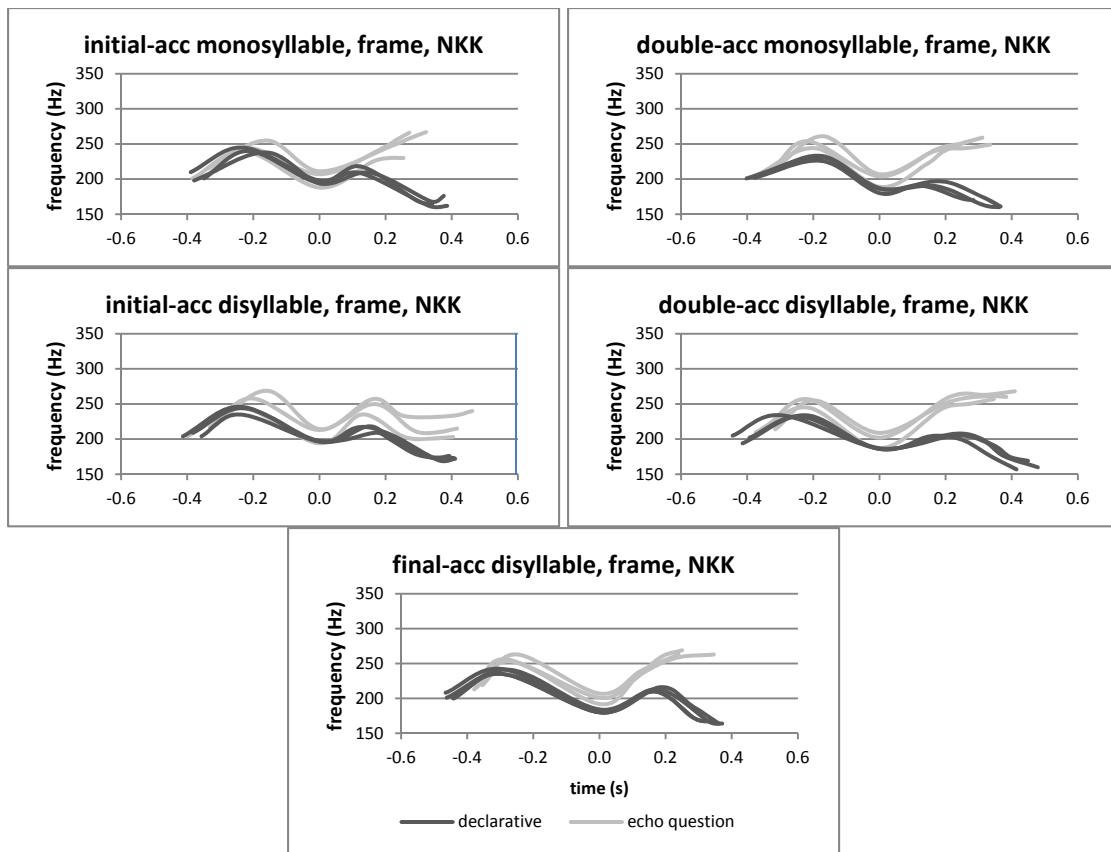 initial-acc monosyllable, frame, NKK
frequency (Hz)
350
300
250
200
150
-0.6 -0.4 -0.2 0.0 0.2 0.4 0.6
double-acc monosyllable, frame, NKK
frequency (Hz)
350
300
250
200
150
-0.6 -0.4 -0.2 0.0 0.2 0.4 0.6
initial-acc disyllable, frame, NKK
frequency (Hz)
350
300
250
200
150
-0.6 -0.4 -0.2 0.0 0.2 0.4 0.6
double-acc disyllable, frame, NKK
frequency (Hz)
350
300
250
200
150
-0.6 -0.4 -0.2 0.0 0.2 0.4 0.6
final-acc disyllable, frame, NKK
frequency (Hz)
350
300
250
200
150
-0.6 -0.4 -0.2 0.0 0.2 0.4 0.6
time (s)
declarative echo question